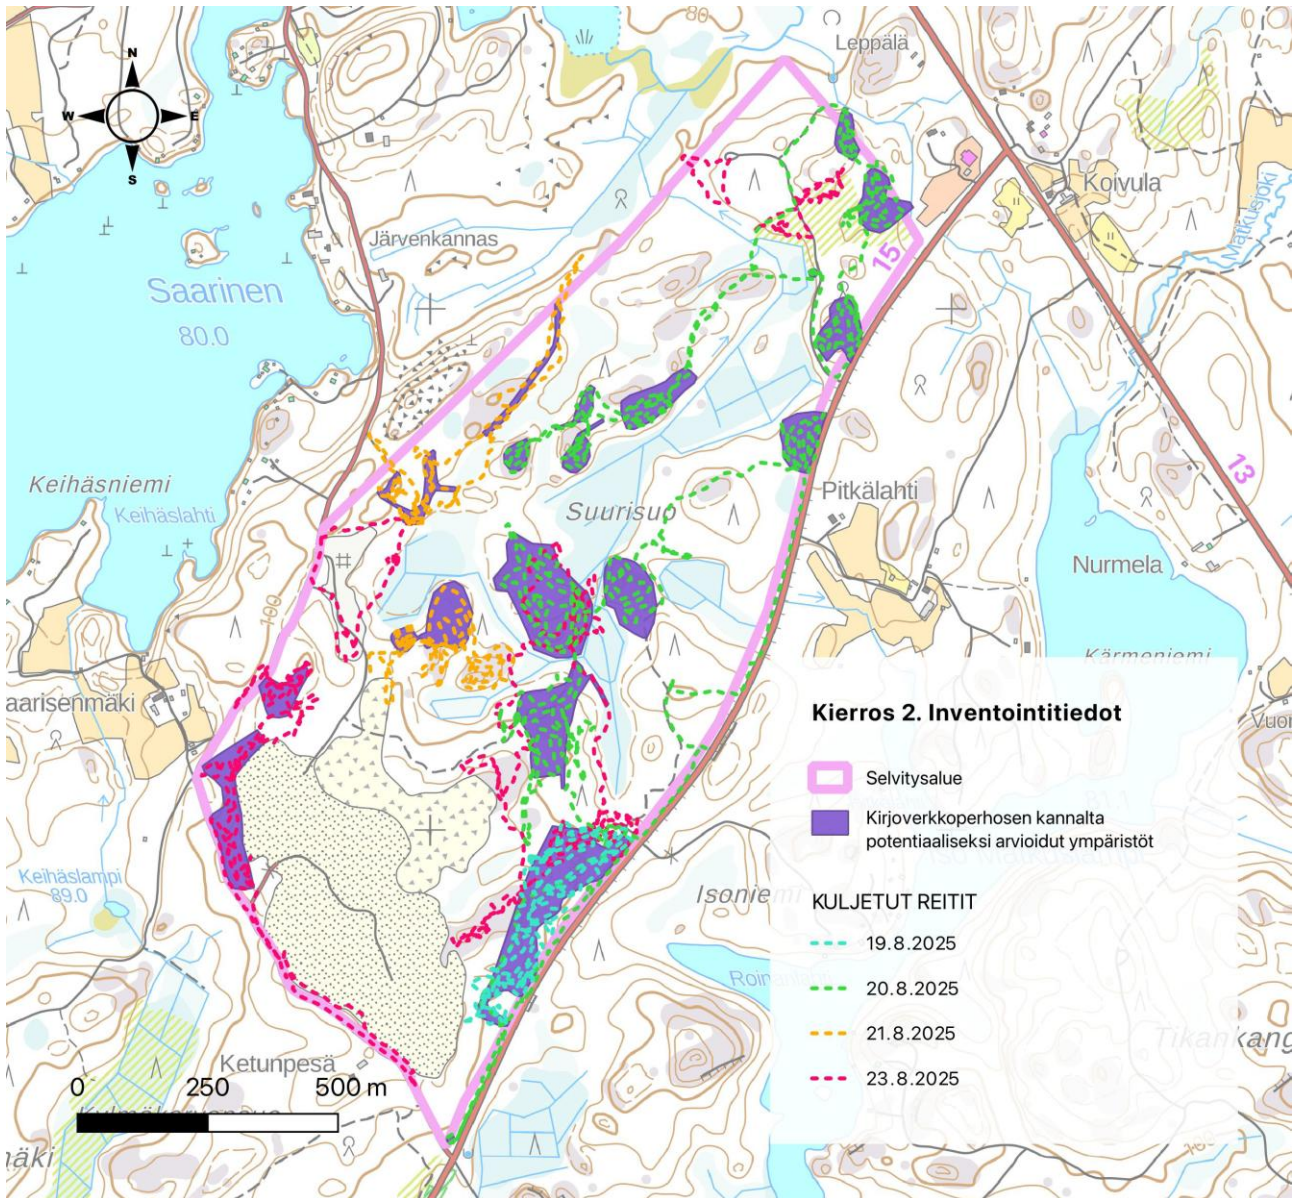 80
Leppälä
N
W
E
S
Koivula
Matkusjoki
Järvenkannas
15
Saarinen
80.0
13
Keihäsniemi
Keihäslahti
Suurisuo
Pitkälahti
Nurmela
100
Kärmeniemi
aarisenmäki
Vuor
Kierros 2. Inventointitiedot
Selvitysalue
Kirjoverkkoperhosen kannalta
potentiaaliseksi arvioidut ympäristöt
Keihäslampi
89.0
Isoniemi
KULJETUT REITIT
19.8.2025
20.8.2025
21.8.2025
23.8.2025
Tikankang
Ketunpesä
0 250 500 m
mäki